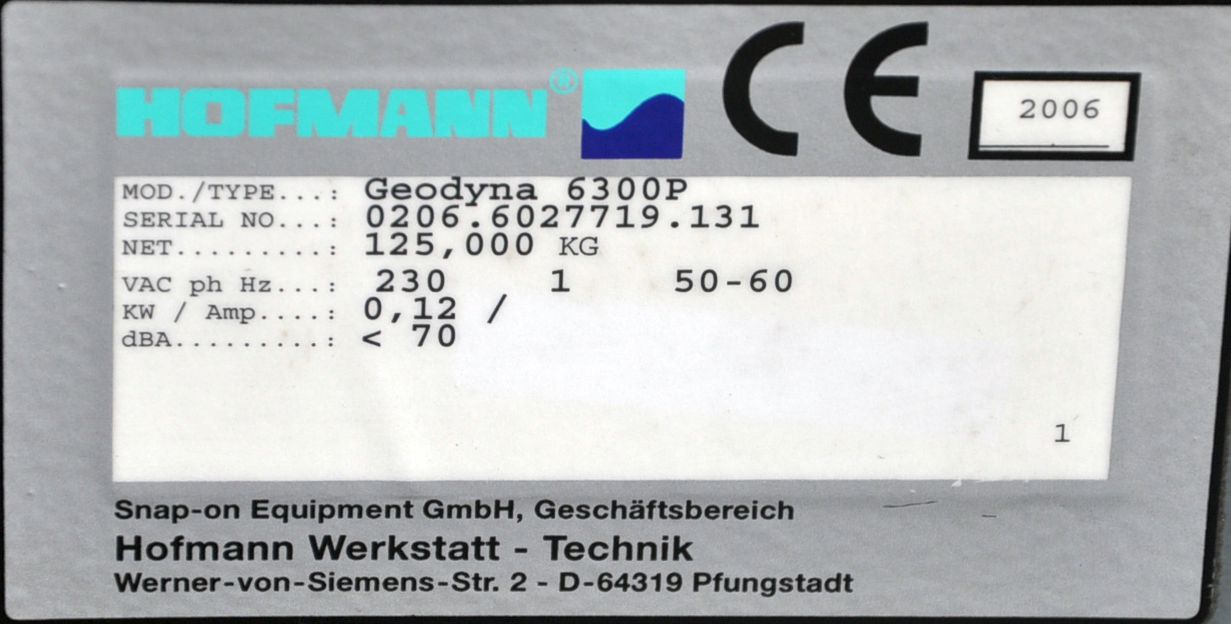 HOFMANN® CE 2006
MOD./TYPE...: Geodyna 6300P
SERIAL NO...: 0206.6027719.131
NET.........: 125,000 KG
VAC ph Hz...: 230 1 50-60
KW / Amp....: 0,12 /
dBA.........: < 70
1
Snap-on Equipment GmbH, Geschäftsbereich
Hofmann Werkstatt - Technik
Werner-von-Siemens-Str. 2 - D-64319 Pfungstadt